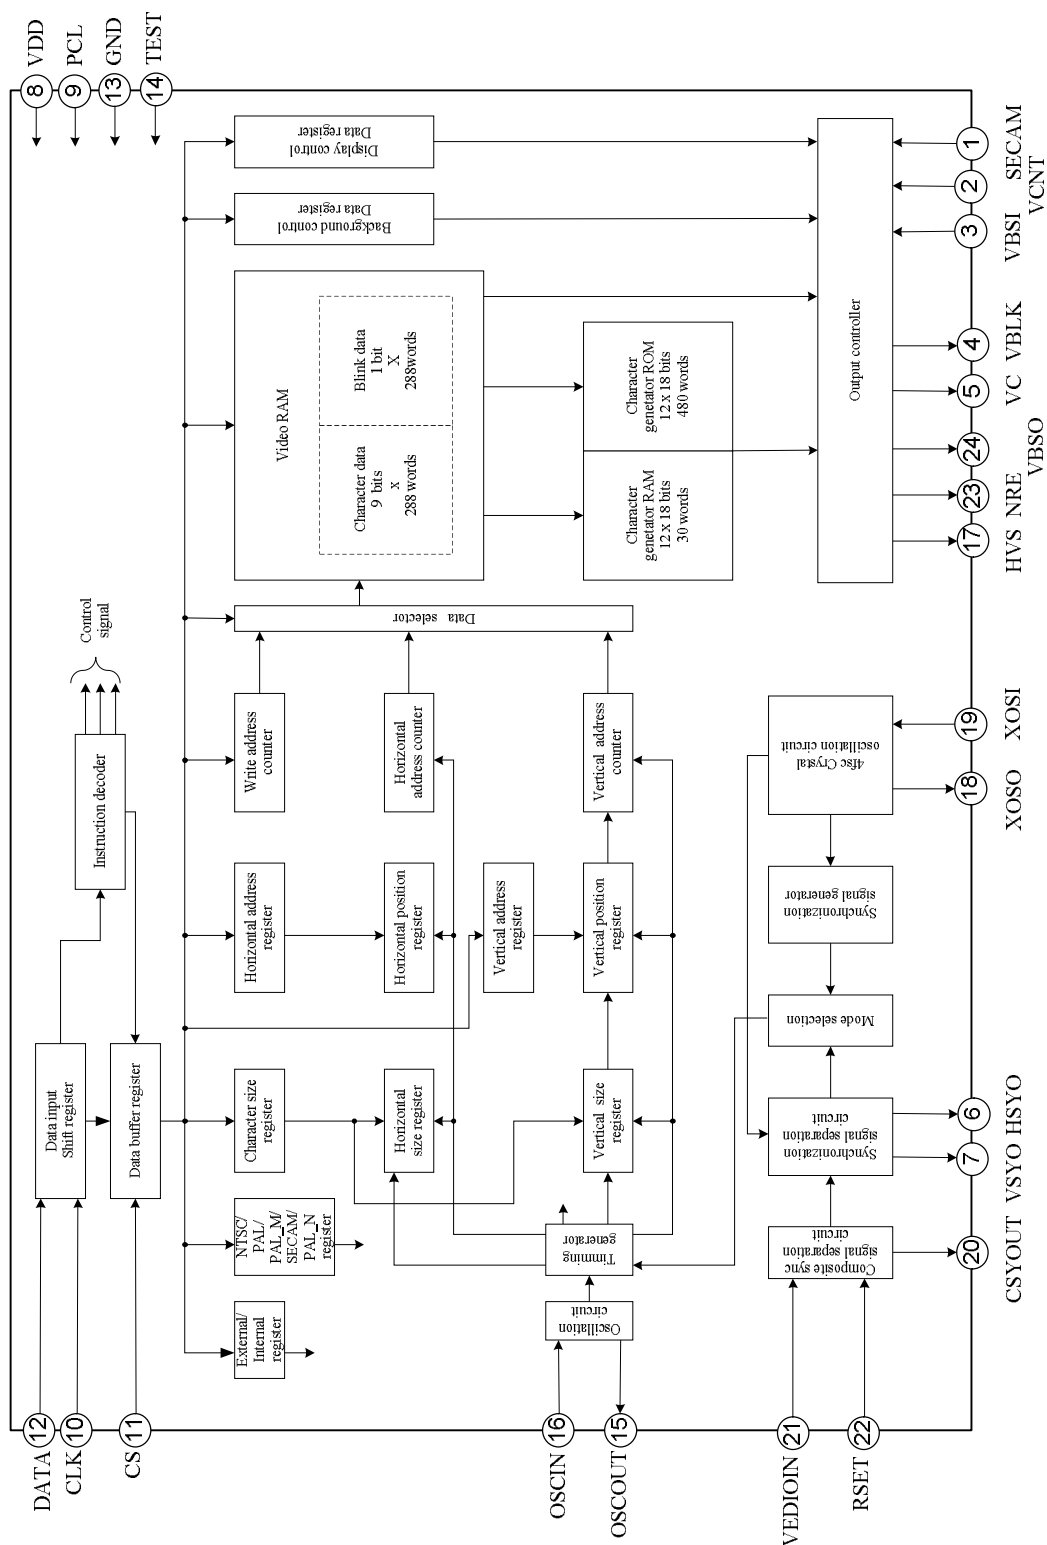 VDD
8
PCL
9
GND
13
TEST
14
Display control
Data register
Background control
Data register
Video RAM
Blink data
1 bit
X
288words
Character data
9 bits
x
288 words
Character
genetator ROM
12 x 18 bits
480 words
Character
genetator RAM
12 x 18 bits
30 words
Output controller
1
SECAM
2
VCNT
3
VBSI
4
VBLK
5
VC
24
VBSO
23
NRE
17
HVS
Data selector
Control
signal
Instruction decoder
Write address
counter
Horizontal
address counter
Vertical address
counter
4fsc Crystal
oscillation circuit
19
XOSI
18
XOSO
Horizontal address
register
Horizontal position
register
Vertical address
register
Vertical position
register
Synchronization
signal generator
Mode selection
Data input
Shift register
Data buffer register
Character size
register
Horizontal
size register
Vertical size
register
Synchronization
signal separation
circuit
6
HSYO
7
VSYO
NTSC/
PAL/
PAL_M/
SECAM/
PAL_N
register
Timming
generator
Composite sync
signal separation
circuit
20
CSYOUT
External/
Internal
register
Oscillation
circuit
DATA
12
CLK
10
CS
11
OSCIN
16
OSCOUT
15
VEDIOIN
21
RSET
22